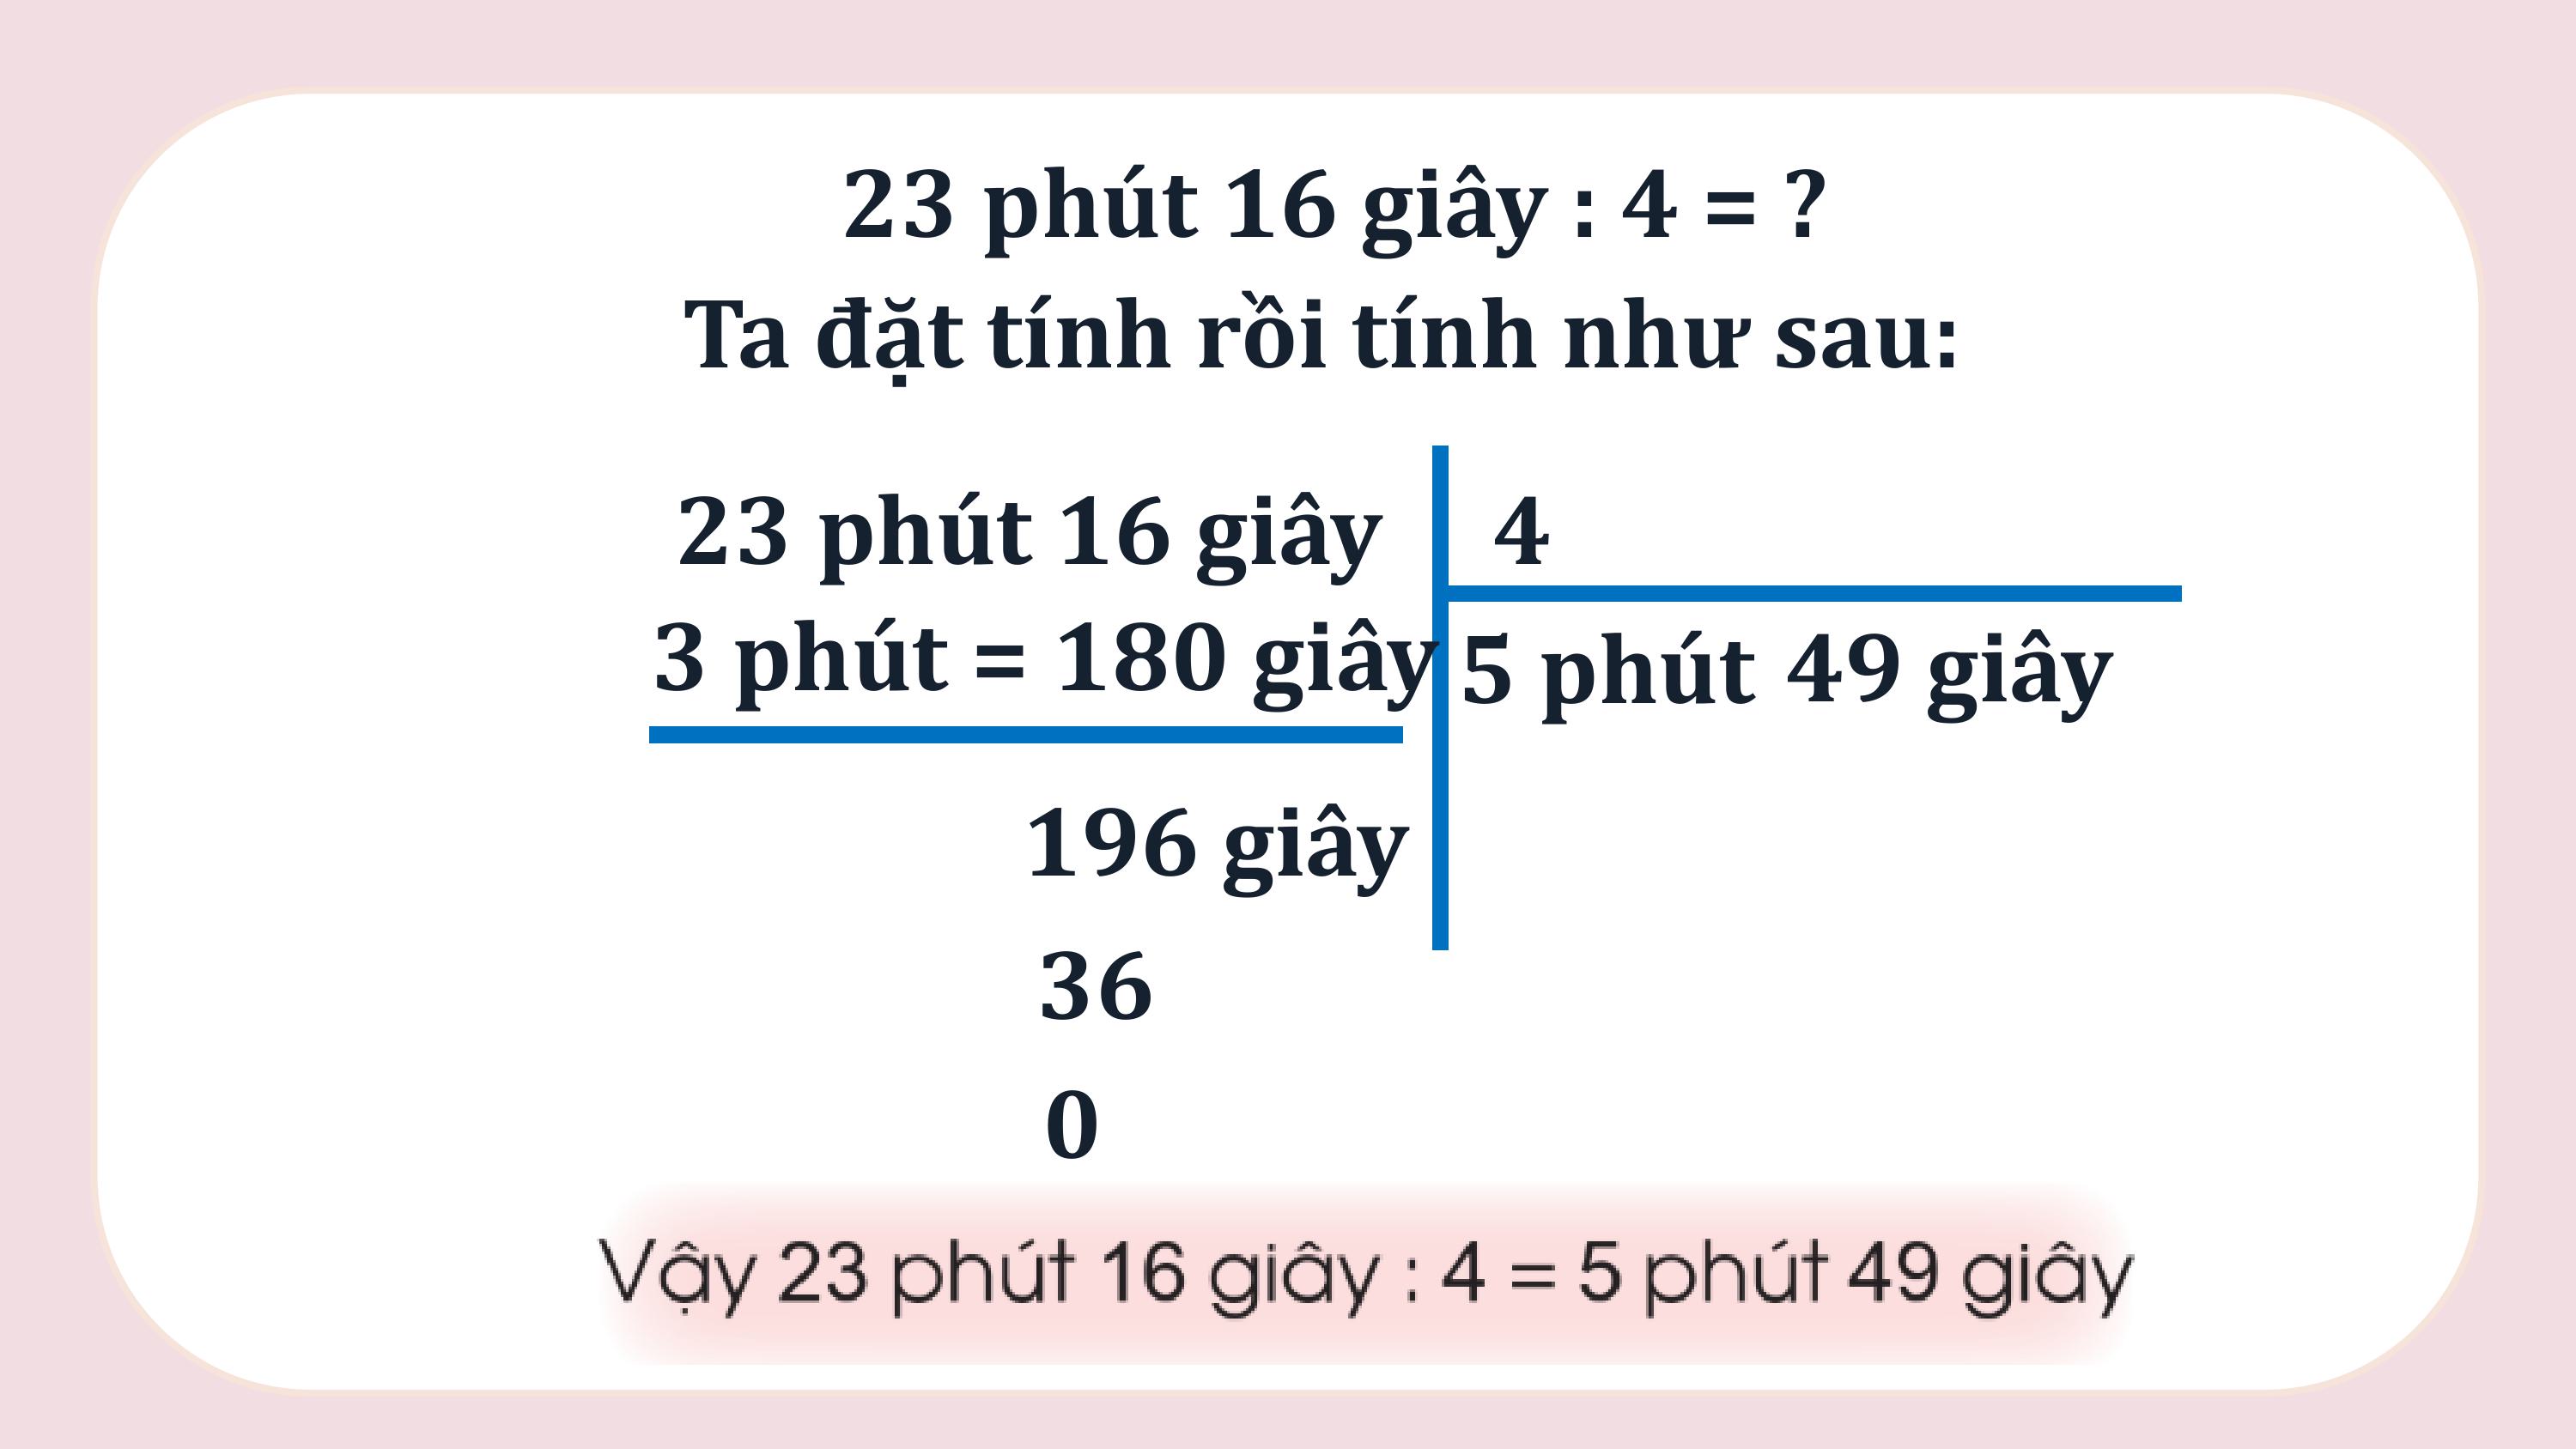 23 phút 16 giây : 4 = ?
Ta đặt tính rồi tính như sau:
23 phút 16 giây 4
3 phút = 180 giây 5 phút 49 giây
196 giây
36
0
Vậy 23 phút 16 giây : 4 = 5 phút 49 giây